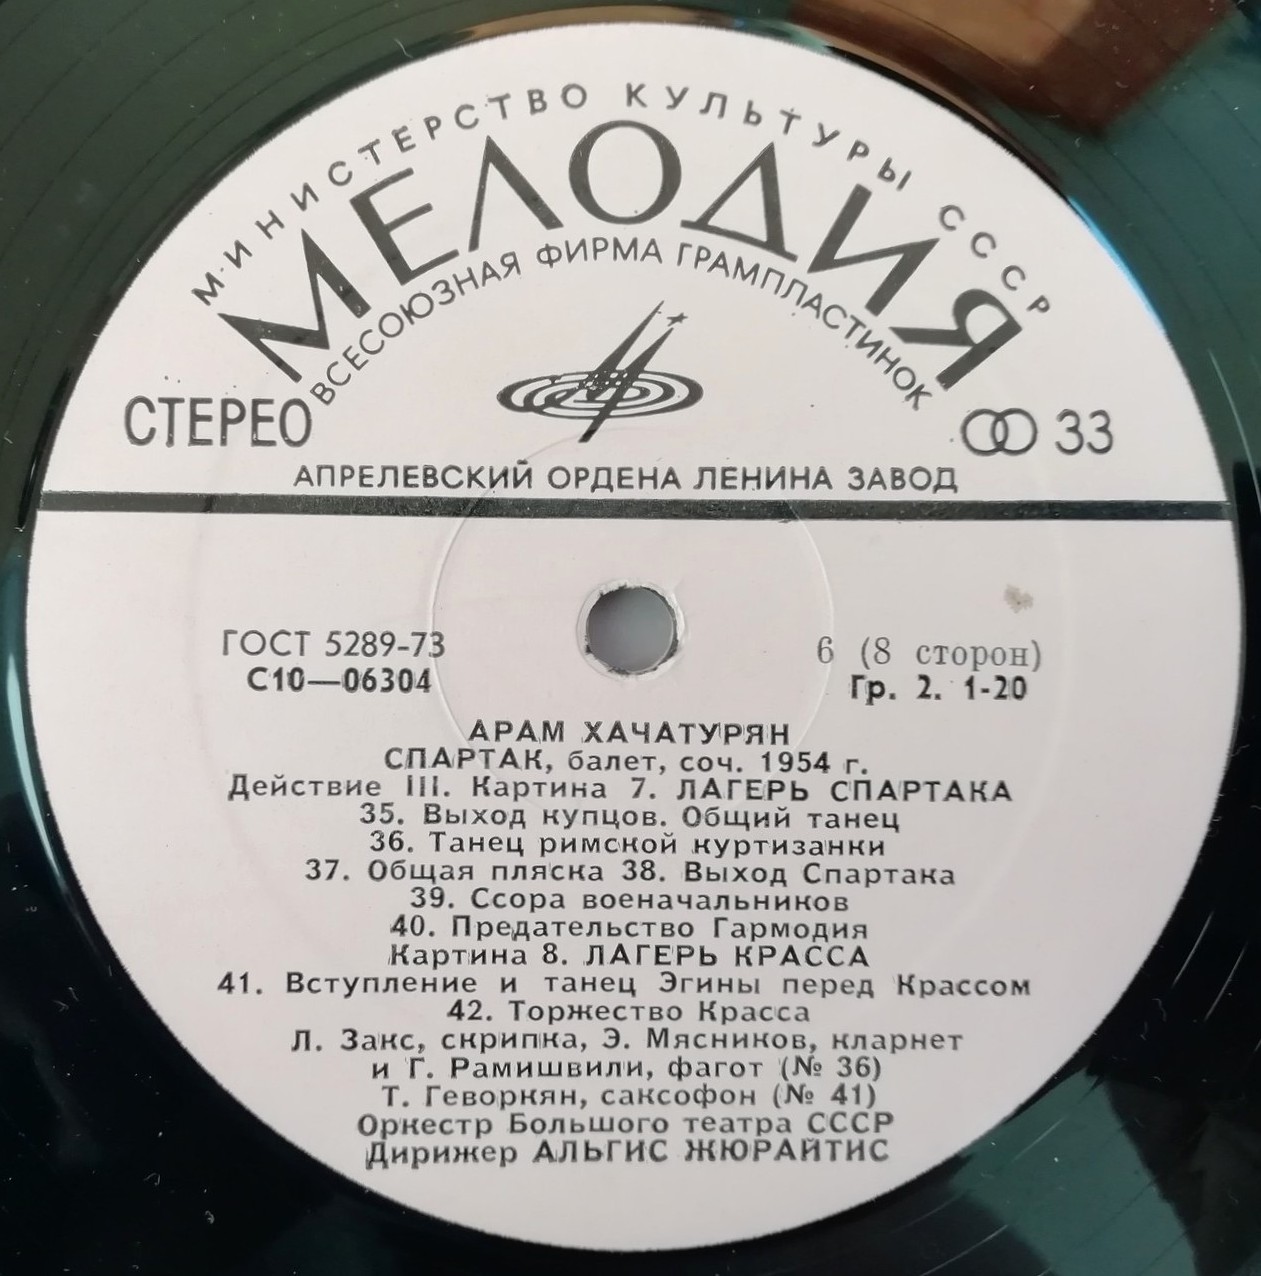 МИНИСТЕРСТВО КУЛЬТУРЫ СССР
МЕЛОДИЯ
ВСЕСОЮЗНАЯ ФИРМА ГРАМПЛАСТИНОК
СТЕРЕО
33
АПРЕЛЕВСКИЙ ОРДЕНА ЛЕНИНА ЗАВОД
ГОСТ 5289-73
6 (8 сторон)
С10—06304
Гр. 2. 1-20
АРАМ ХАЧАТУРЯН
СПАРТАК, балет, соч. 1954 г.
Действие III. Картина 7. ЛАГЕРЬ СПАРТАКА
35. Выход купцов. Общий танец
36. Танец римской куртизанки
37. Общая пляска 38. Выход Спартака
39. Ссора военачальников
40. Предательство Гармодия
Картина 8. ЛАГЕРЬ КРАССА
41. Вступление и танец Эгины перед Крассом
42. Торжество Красса
Л. Закс, скрипка, Э. Мясников, кларнет
и Г. Рамишвили, фагот (№ 36)
Т. Геворкян, саксофон (№ 41)
Оркестр Большого театра СССР
Дирижер АЛЬГИС ЖЮРАЙТИС